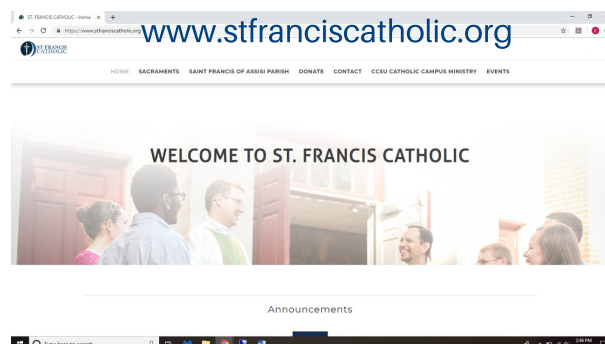 ST. FRANCIS CATHOLIC - Home
www.stfranciscatholic.org
https://www.stfranciscatholic.org
ST FRANCIS
CATHOLIC
HOME SACRAMENTS SAINT FRANCIS OF ASSISI PARISH DONATE CONTACT CCSU CATHOLIC CAMPUS MINISTRY EVENTS
WELCOME TO ST. FRANCIS CATHOLIC
Announcements
Type here to search
2:46 PM